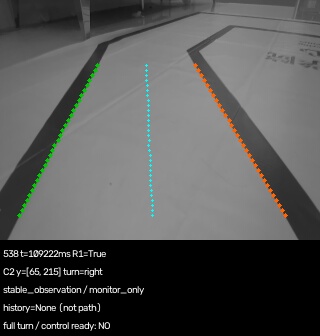 538 t=109222ms R1=True
C2 y=[65, 215] turn=right
stable_observation / monitor_only
history=None (not path)
full turn / control ready: NO